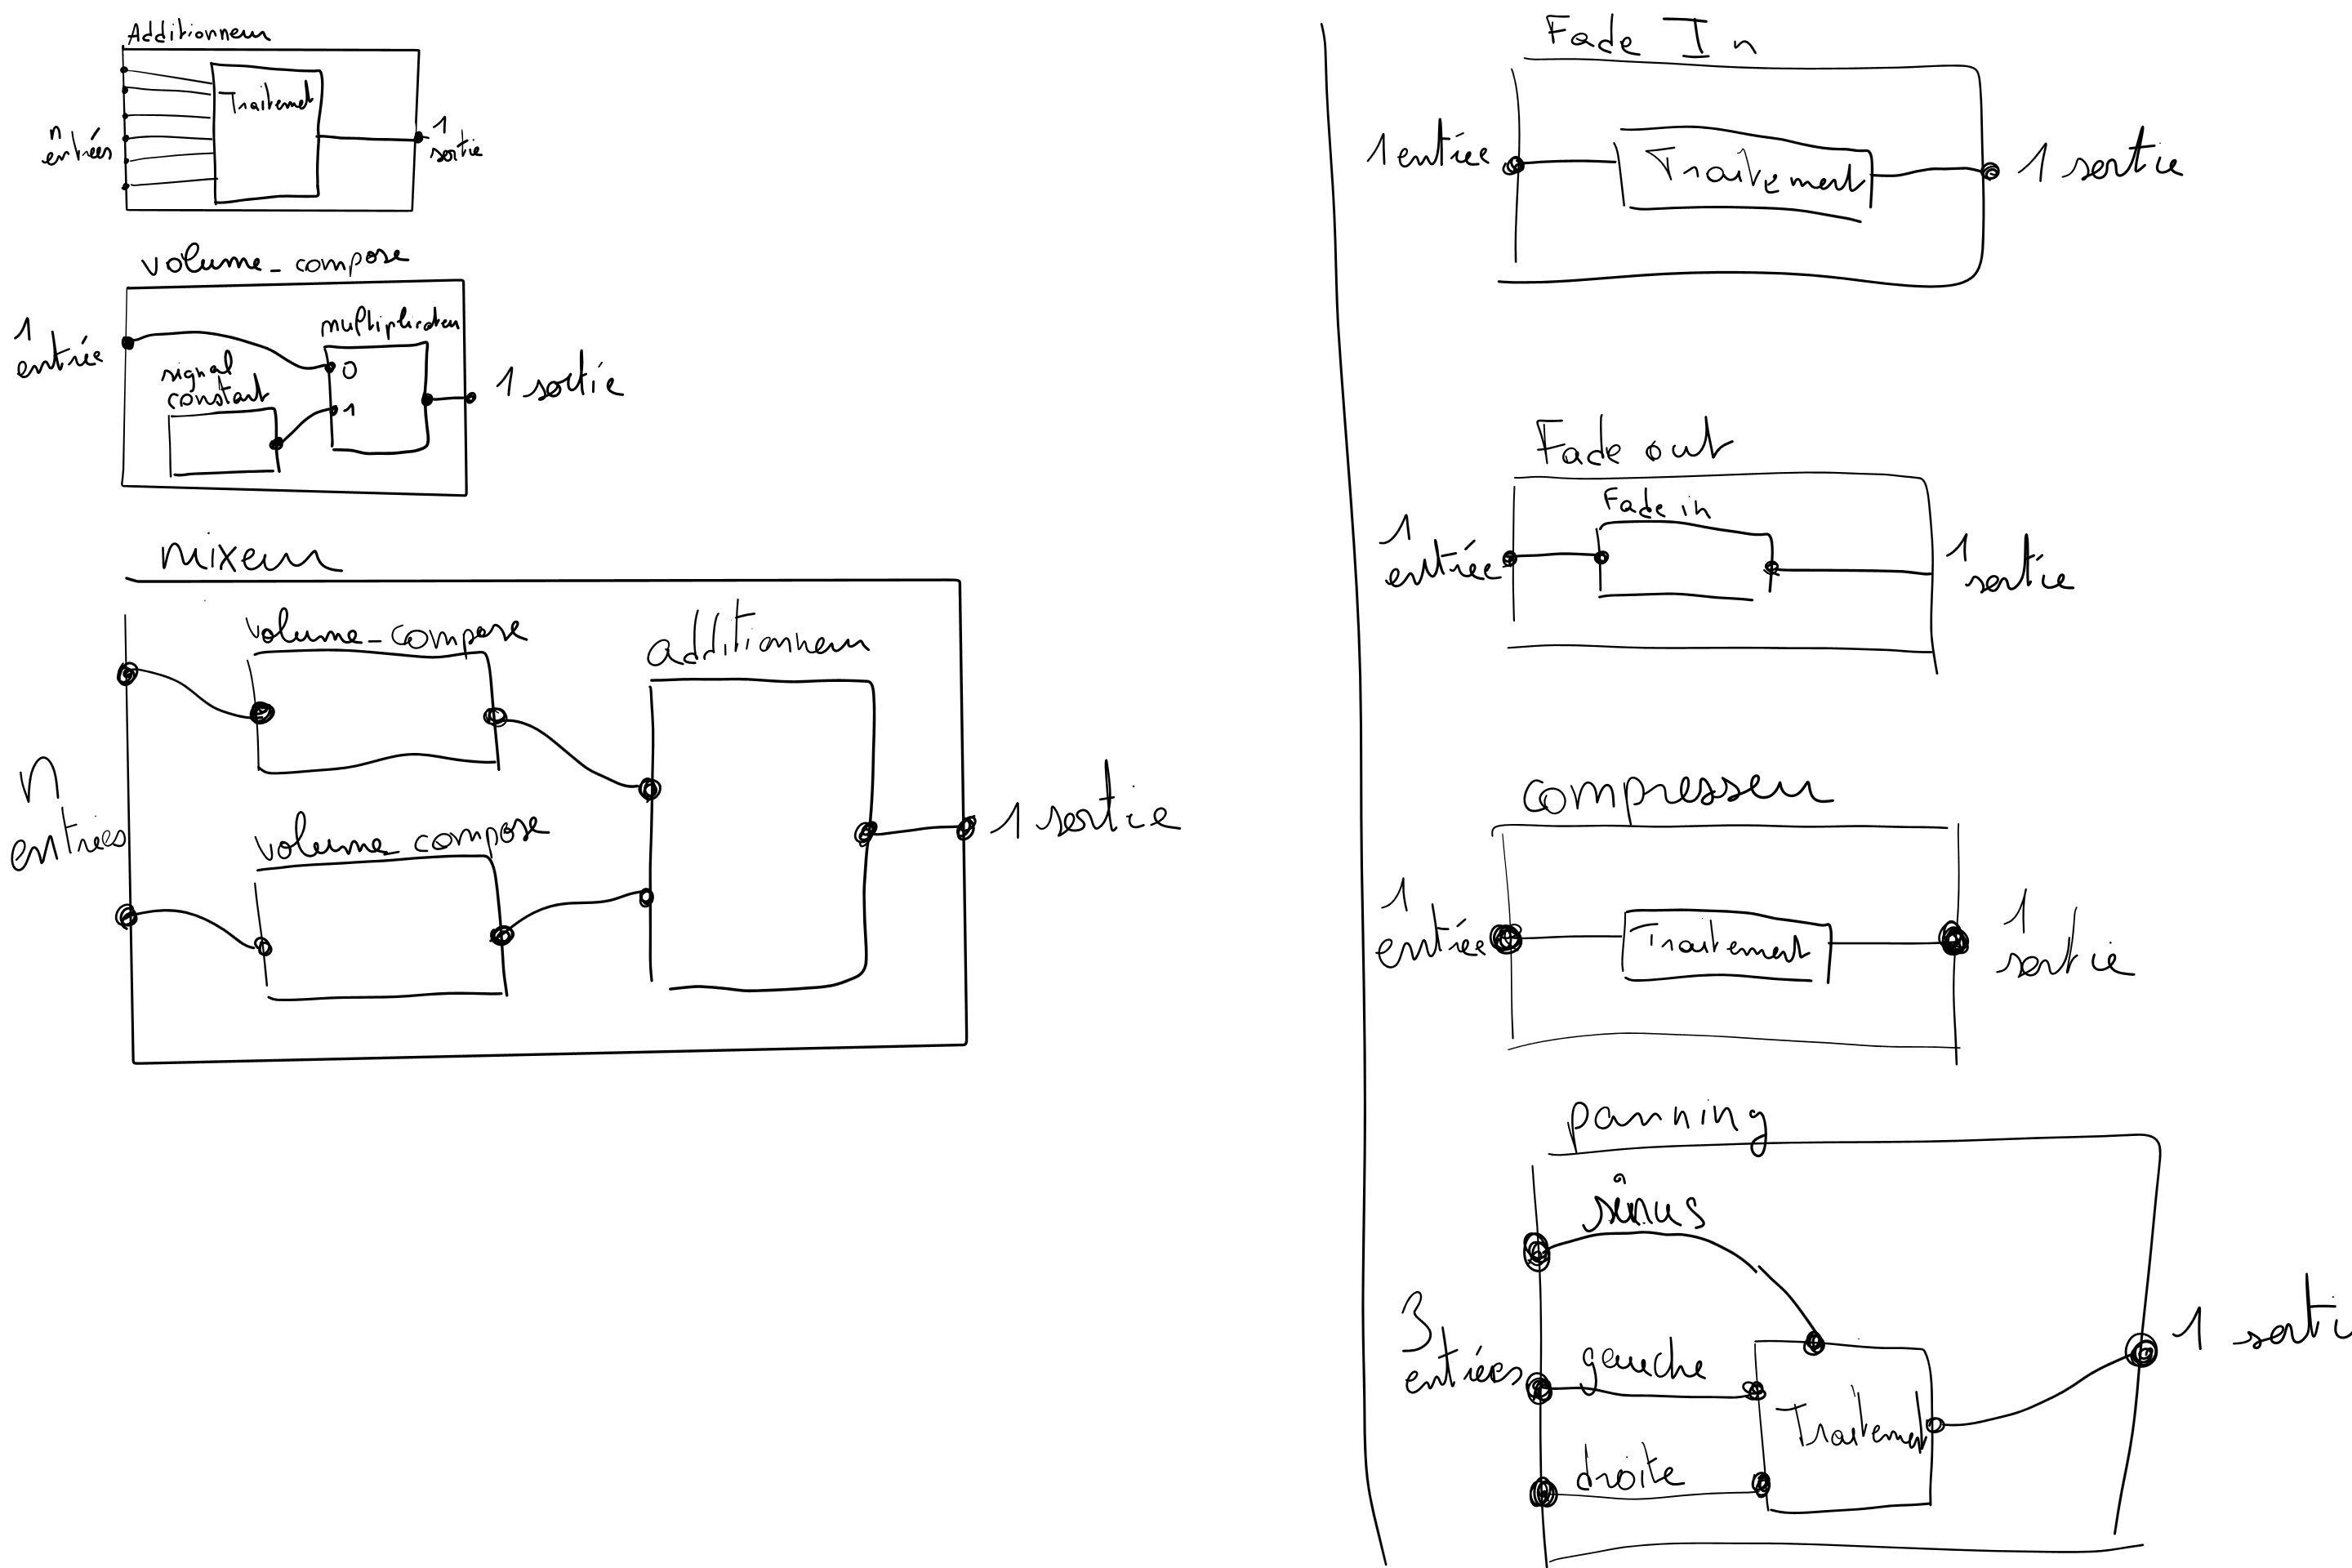 Additionneur
Traitement
n
entrées
1
sortie
volume_compose
1
entrée
multiplicateur
signal
constant
0
1
1 sortie
mixeur
volume_compose
additionneur
n
entrées
volume_compose
1 sortie
Fade In
1 entrée
Traitement
1 sortie
Fade out
Fade in
1
entrée
1
sortie
compresseur
1
entrée
Traitement
1
sortie
panning
sinus
3
entrées
gauche
droite
Traitement
1 sorti